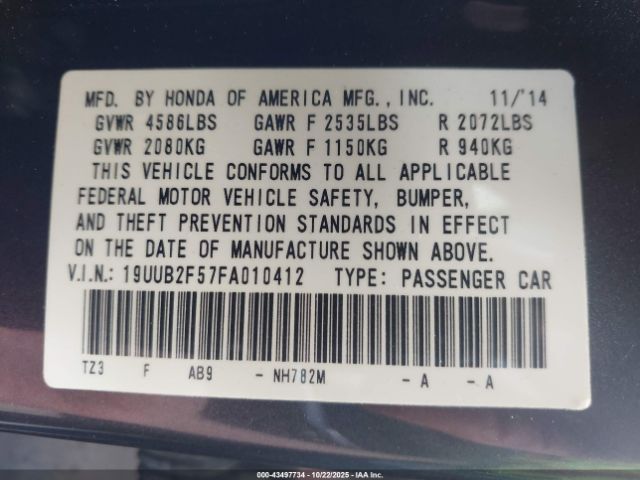 MFD. BY HONDA OF AMERICA MFG., INC. 11/'14
GVWR 4586LBS GAWR F 2535LBS R 2072LBS
GVWR 2080KG GAWR F 1150KG R 940KG
THIS VEHICLE CONFORMS TO ALL APPLICABLE
FEDERAL MOTOR VEHICLE SAFETY, BUMPER,
AND THEFT PREVENTION STANDARDS IN EFFECT
ON THE DATE OF MANUFACTURE SHOWN ABOVE.
V.I.N.: 19UUB2F57FA010412 TYPE: PASSENGER CAR
TZ3 F AB9 - NH782M - A - A
000-43497734 - 10/22/2025 - IAA Inc.